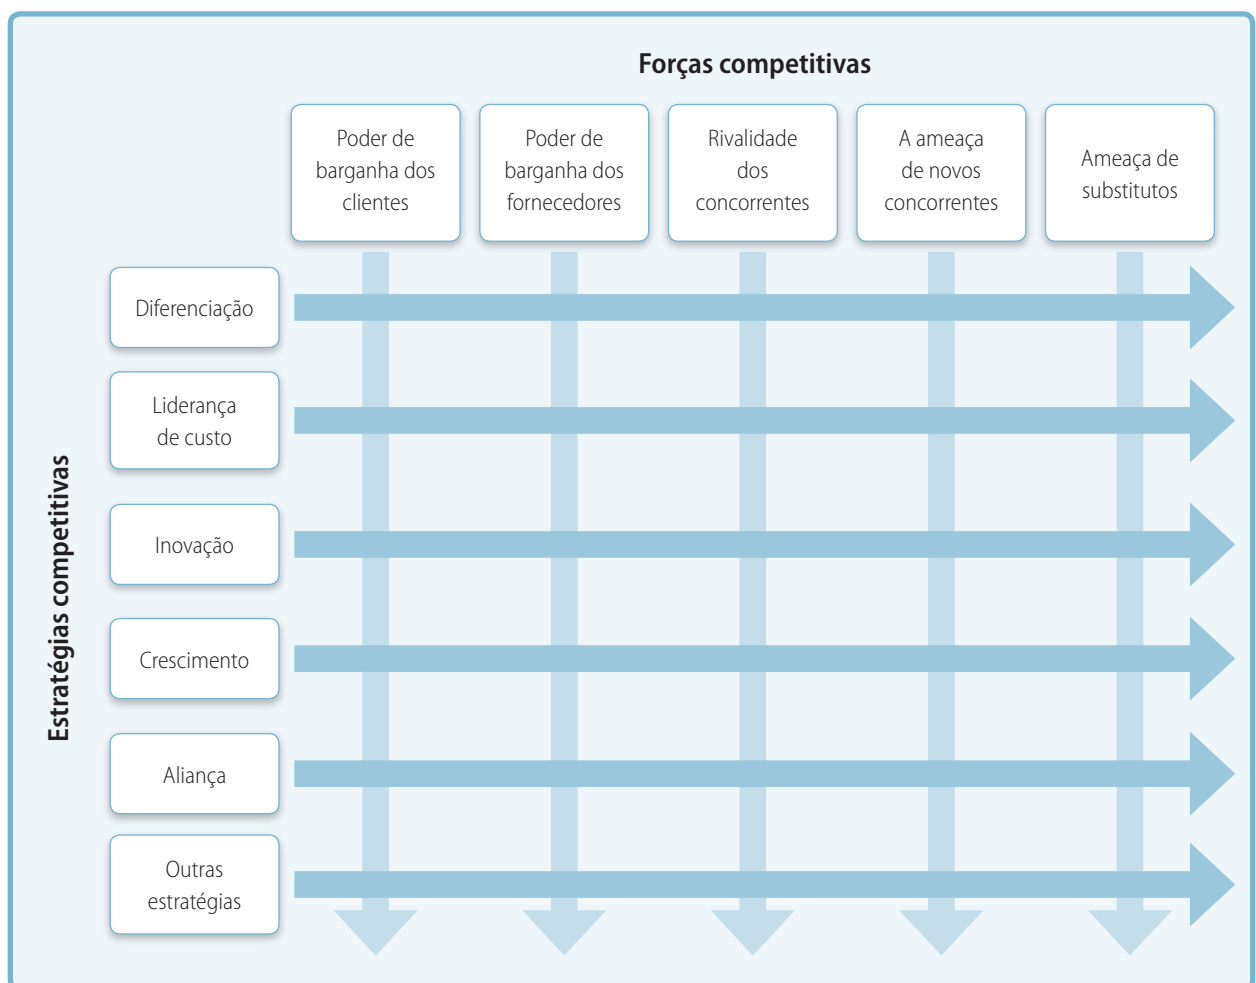 Forças competitivas
Poder de
barganha dos
clientes
Poder de
barganha dos
fornecedores
Rivalidade
dos
concorrentes
A ameaça
de novos
concorrentes
Ameaça de
substitutos
Estratégias competitivas
Diferenciação
Liderança
de custo
Inovação
Crescimento
Aliança
Outras
estratégias